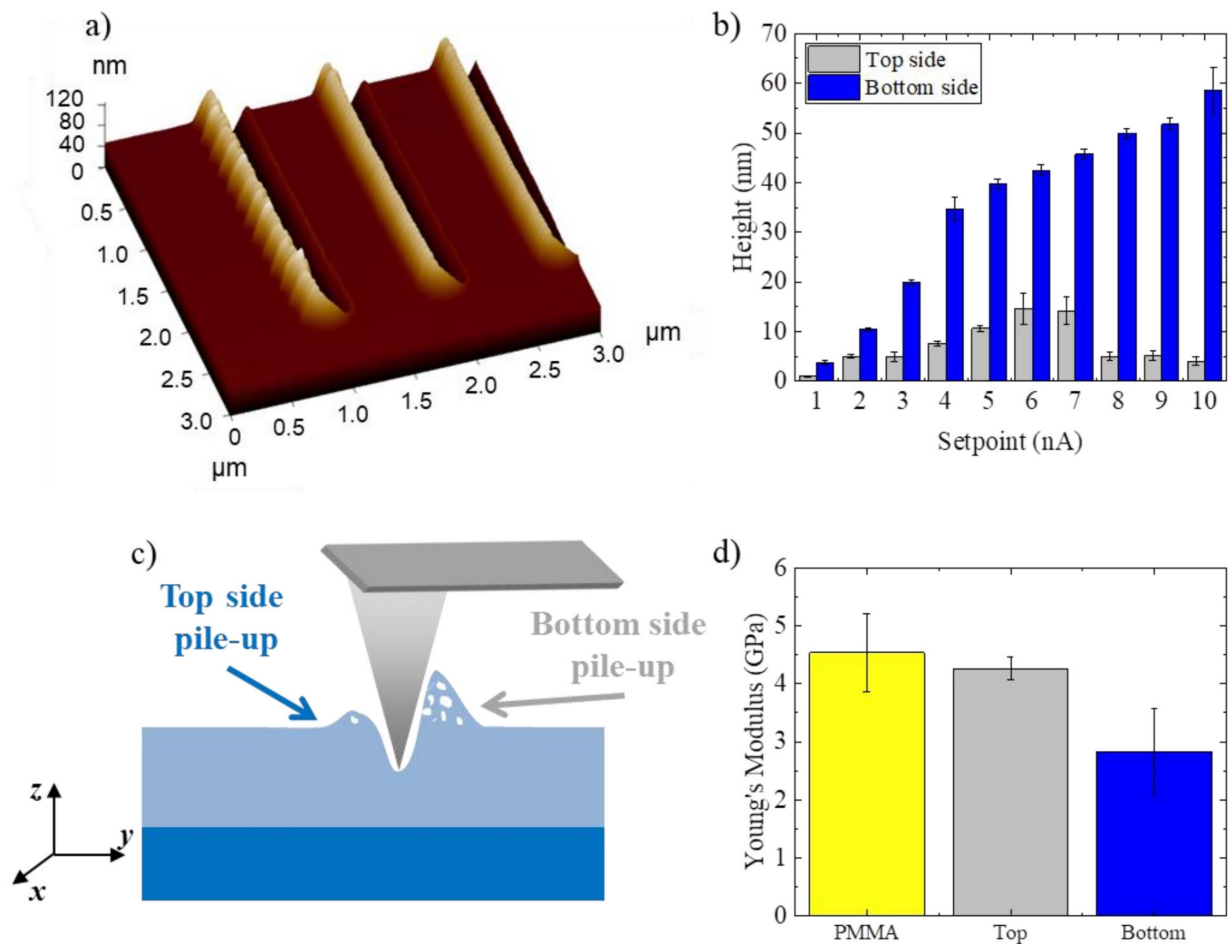 a)
nm
120
80
40
0
0.5
1.0
1.5
2.0
2.5
3.0
μm
0
0.5
1.0
1.5
2.0
2.5
3.0
μm
b)
Top side
Bottom side
Height (nm)
70
60
50
40
30
20
10
0
1 2 3 4 5 6 7 8 9 10
Setpoint (nA)
c)
Top side
pile-up
Bottom side
pile-up
z
y
x
d)
Young's Modulus (GPa)
6
5
4
3
2
1
0
PMMA Top Bottom